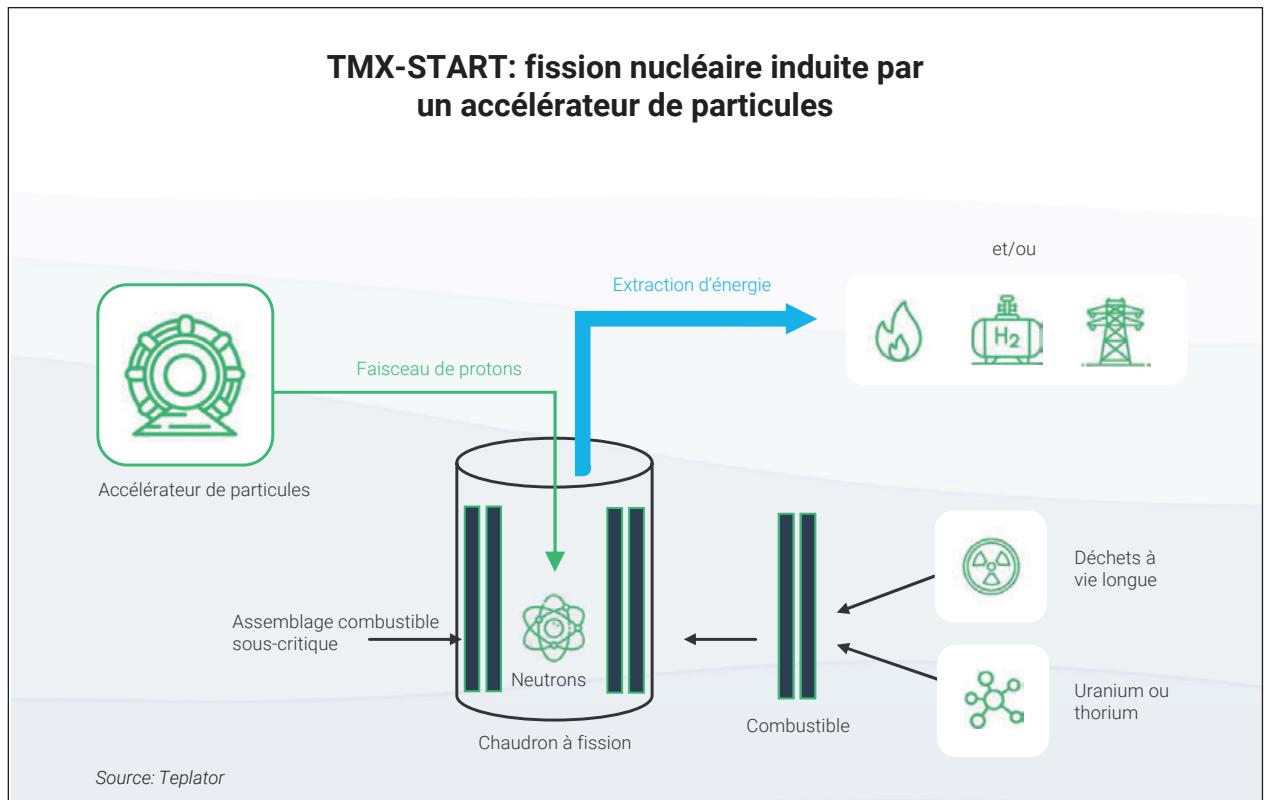 TMX-START: fission nucléaire induite par
un accélérateur de particules
et/ou
Extraction d'énergie
H2
Faisceau de protons
Accélérateur de particules
Déchets à
vie longue
Assemblage combustible
sous-critique
Neutrons
Uranium ou
thorium
Combustible
Chaudron à fission
Source: Teplator